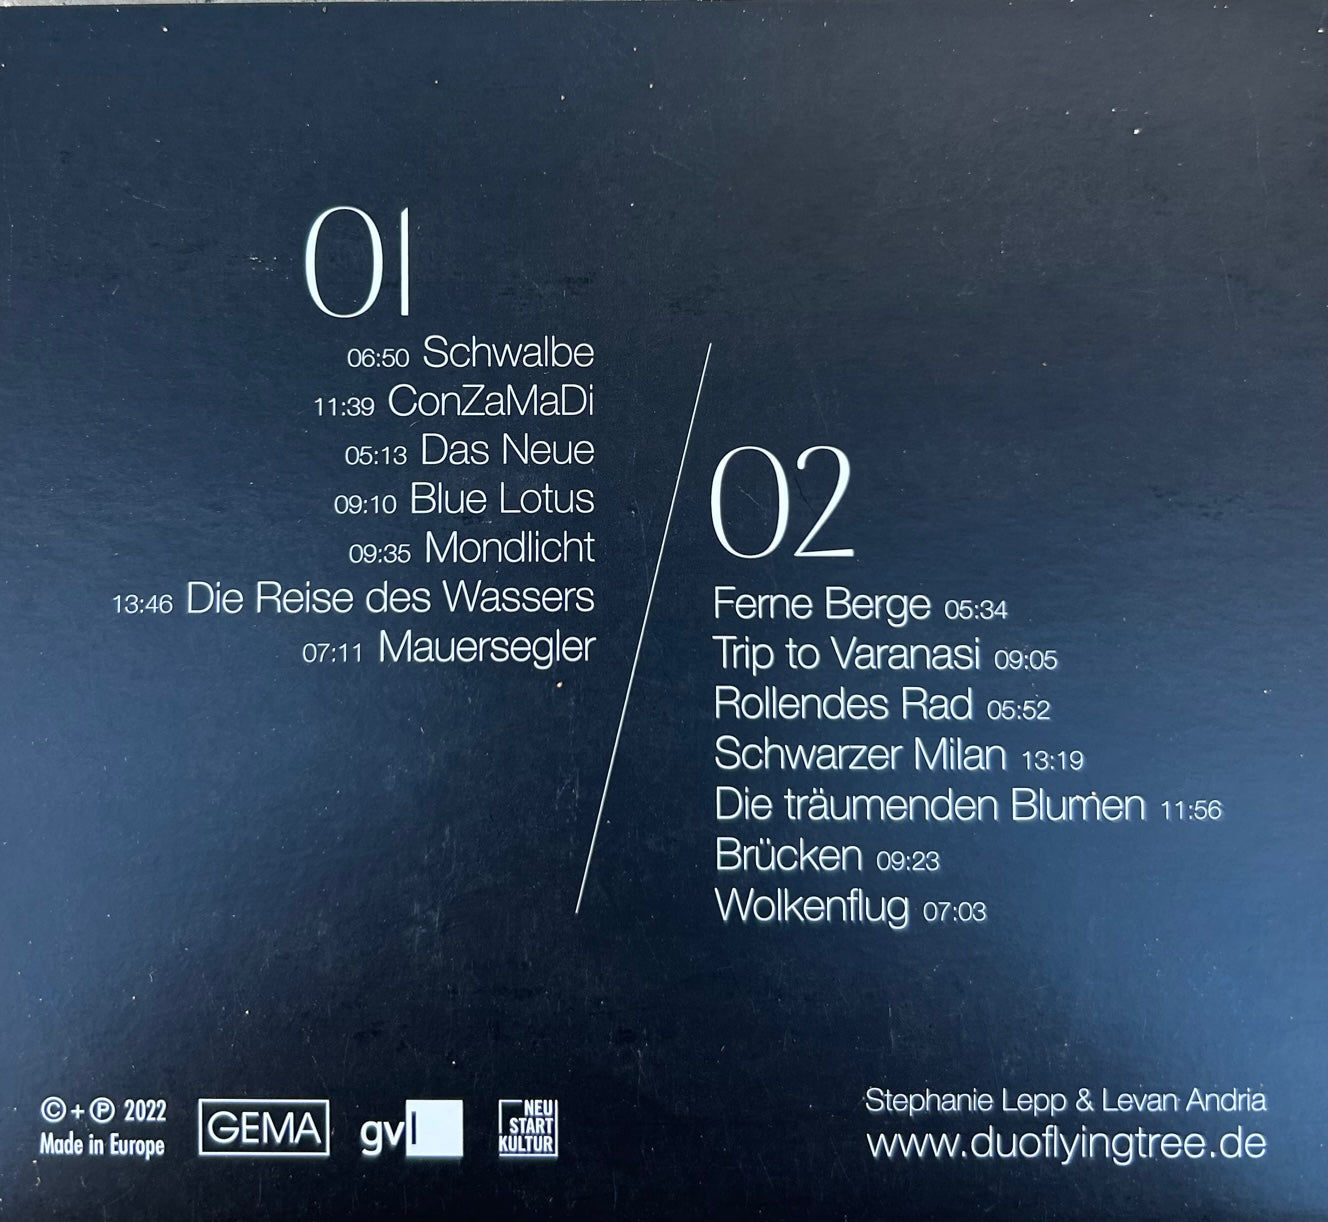 01
06:50 Schwalbe
11:39 ConZaMaDi
05:13 Das Neue
09:10 Blue Lotus
09:35 Mondlicht
13:46 Die Reise des Wassers
07:11 Mauersegler
02
Ferne Berge 05:34
Trip to Varanasi 09:05
Rollendes Rad 05:52
Schwarzer Milan 13:19
Die träumenden Blumen 11:56
Brücken 09:23
Wolkenflug 07:03
© + ℗ 2022
Made in Europe
GEMA
gvl
NEU
START
KULTUR
Stephanie Lepp & Levan Andria
www.duoflyingtree.de